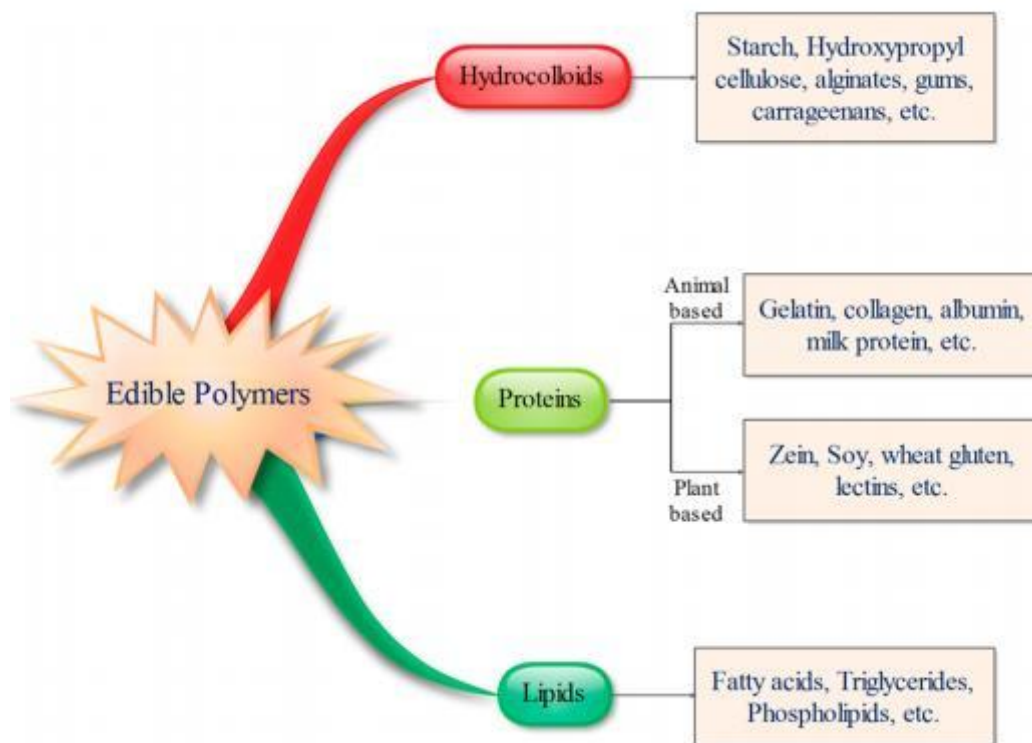 Hydrocolloids
Starch, Hydroxypropyl
cellulose, alginates, gums,
carrageenans, etc.
Edible Polymers
Proteins
Animal
based
Gelatin, collagen, albumin,
milk protein, etc.
Plant
based
Zein, Soy, wheat gluten,
lectins, etc.
Lipids
Fatty acids, Triglycerides,
Phospholipids, etc.